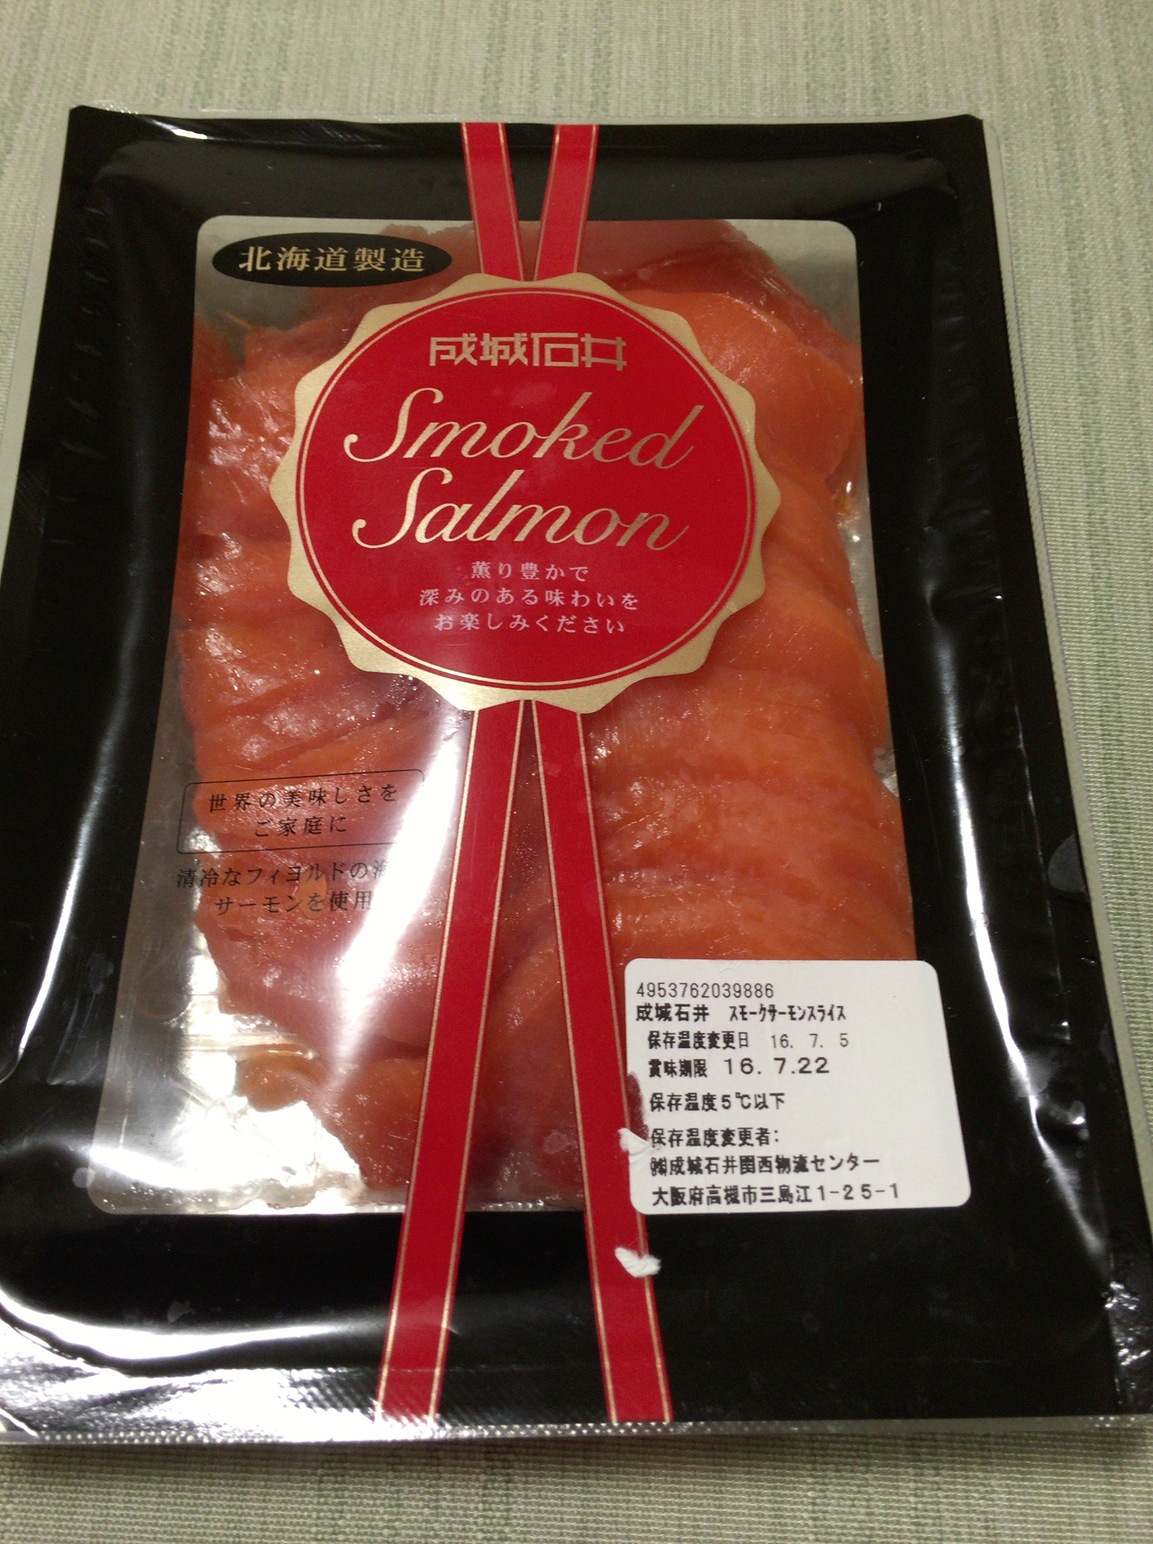 北海道製造
成城石井
Smoked
Salmon
薫り豊かで
深みのある味わいを
お楽しみください
世界の美味しさを
ご家庭に
清冷なフィヨルドの海
サーモンを使用
4953762039886
成城石井 スモークサーモンスライス
保存温度変更日 16. 7. 5
賞味期限 16. 7.22
保存温度5℃以下
保存温度変更者:
㈱成城石井関西物流センター
大阪府高槻市三島江1-25-1